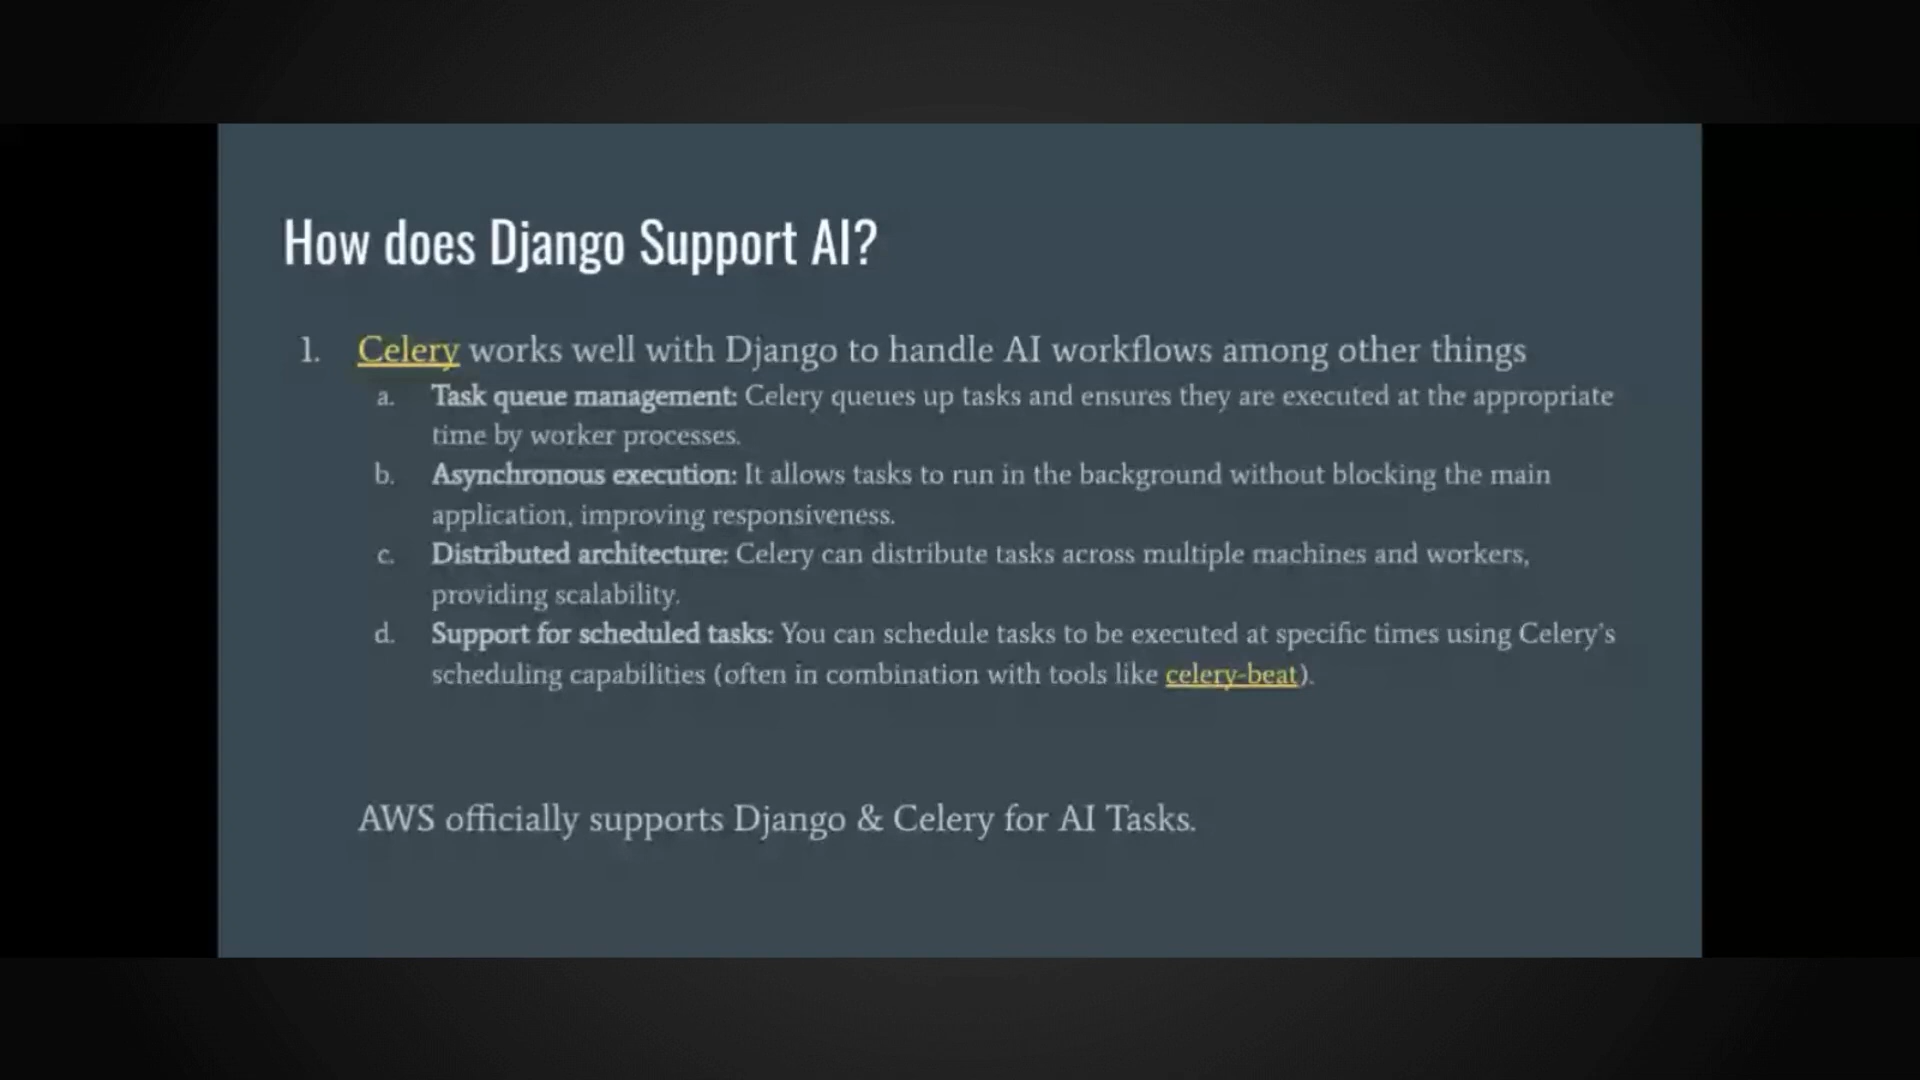 How does Django Support AI?
1. Celery works well with Django to handle AI workflows among other things
a. Task queue management: Celery queues up tasks and ensures they are executed at the appropriate
time by worker processes.
b. Asynchronous execution: It allows tasks to run in the background without blocking the main
application, improving responsiveness.
c. Distributed architecture: Celery can distribute tasks across multiple machines and workers,
providing scalability.
d. Support for scheduled tasks: You can schedule tasks to be executed at specific times using Celery's
scheduling capabilities (often in combination with tools like celery-beat).
AWS officially supports Django & Celery for AI Tasks.